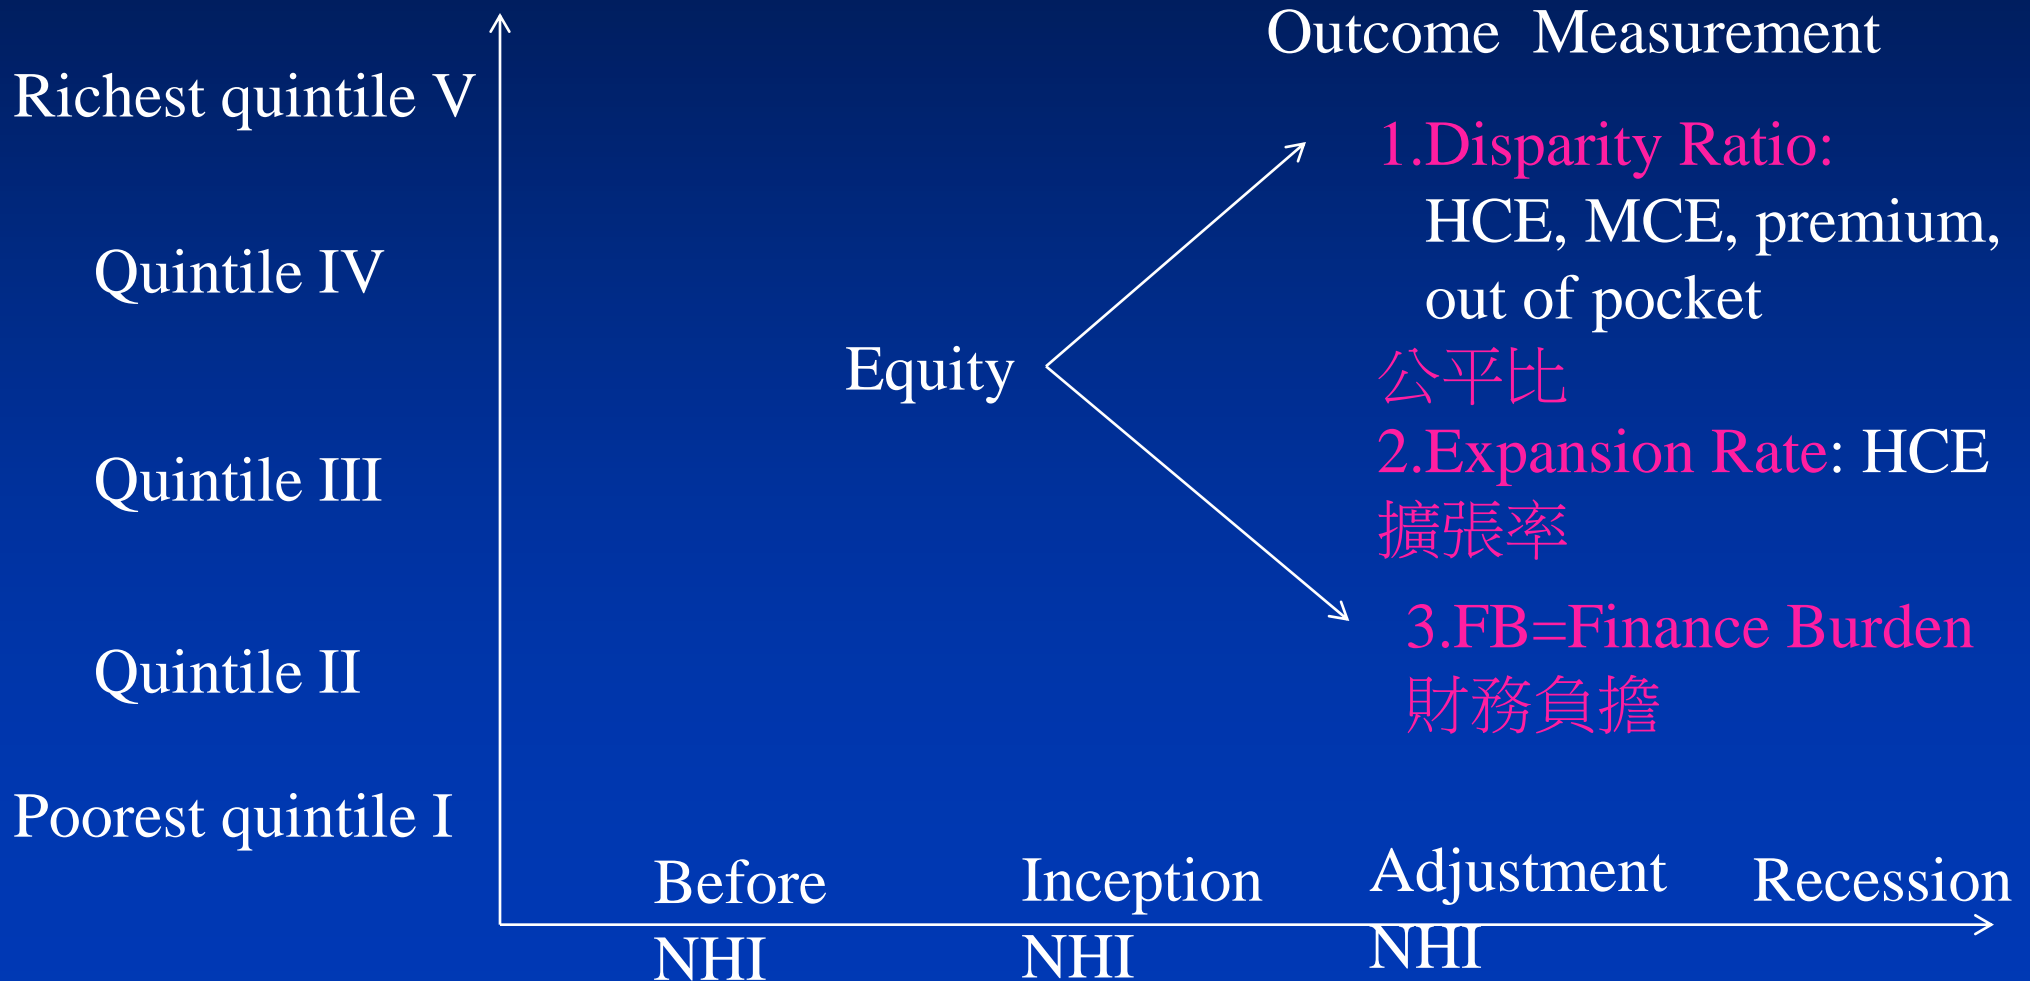 Outcome Measurement
Richest quintile V
Quintile IV
Quintile III
Quintile II
Poorest quintile I
Equity
1.Disparity Ratio:
HCE, MCE, premium,
out of pocket
公平比
2.Expansion Rate: HCE
擴張率
3.FB=Finance Burden
財務負擔
Before
NHI
Inception
NHI
Adjustment
NHI
Recession